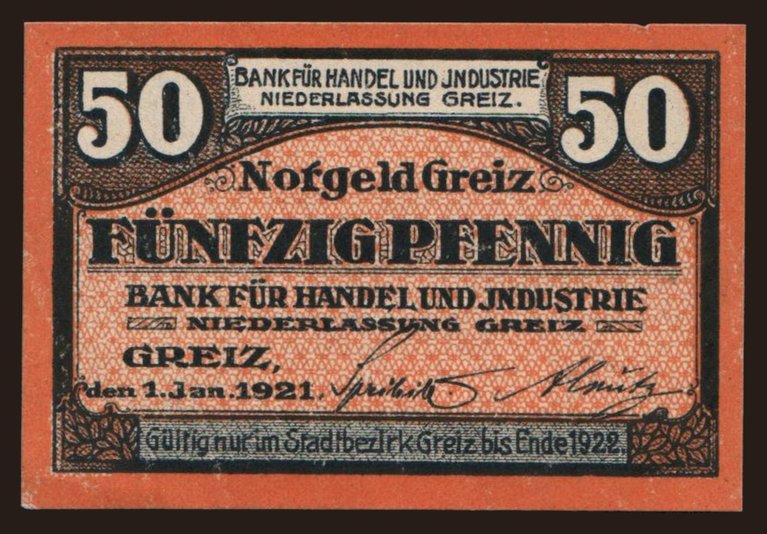 50
BANK FÜR HANDEL UND JNDUSTRIE
NIEDERLASSUNG GREIZ.
50
Notgeld Greiz
FÜNFZIG PFENNIG
BANK FÜR HANDEL UND JNDUSTRIE
NIEDERLASSUNG GREIZ
GREIZ,
den 1. Jan. 1921.
Gültig nur im Stadtbezirk Greiz bis Ende 1922.